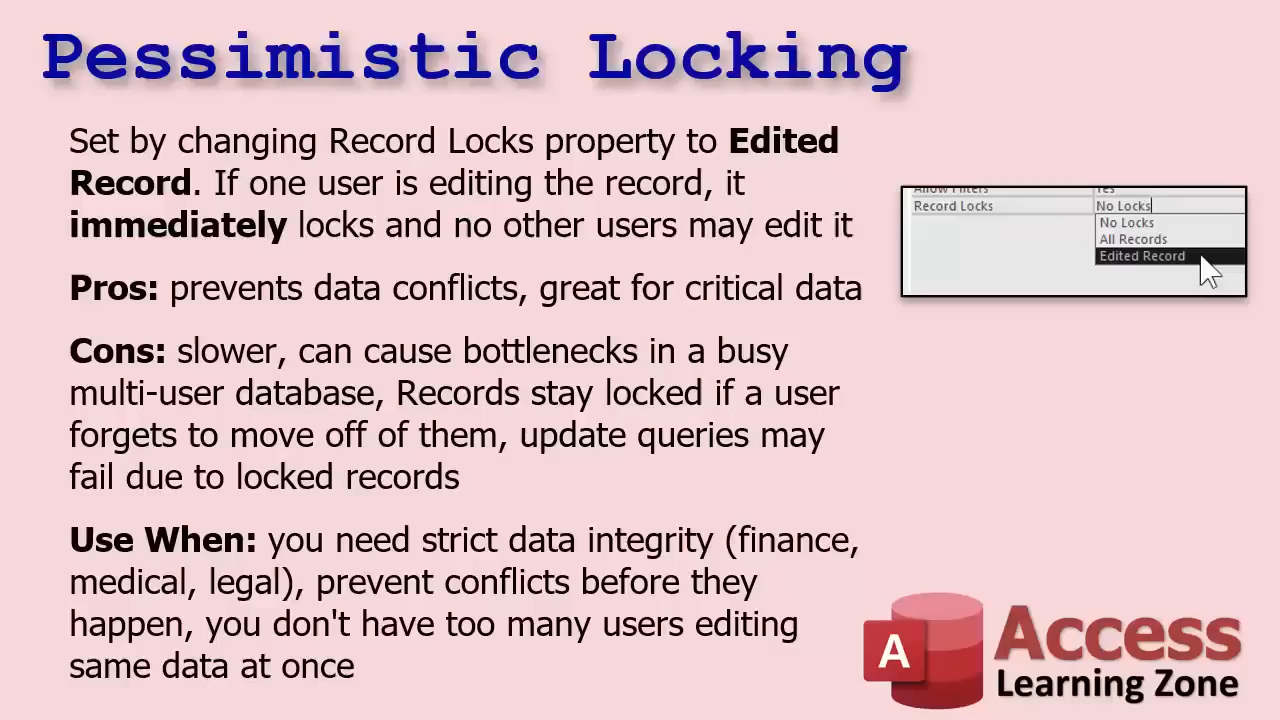 Pessimistic Locking
Set by changing Record Locks property to Edited
Record. If one user is editing the record, it
immediately locks and no other users may edit it
Pros: prevents data conflicts, great for critical data
Cons: slower, can cause bottlenecks in a busy
multi-user database, Records stay locked if a user
forgets to move off of them, update queries may
fail due to locked records
Use When: you need strict data integrity (finance,
medical, legal), prevent conflicts before they
happen, you don't have too many users editing
same data at once
Allow Filters Yes
Record Locks No Locks
No Locks
All Records
Edited Record
A
Access
Learning Zone